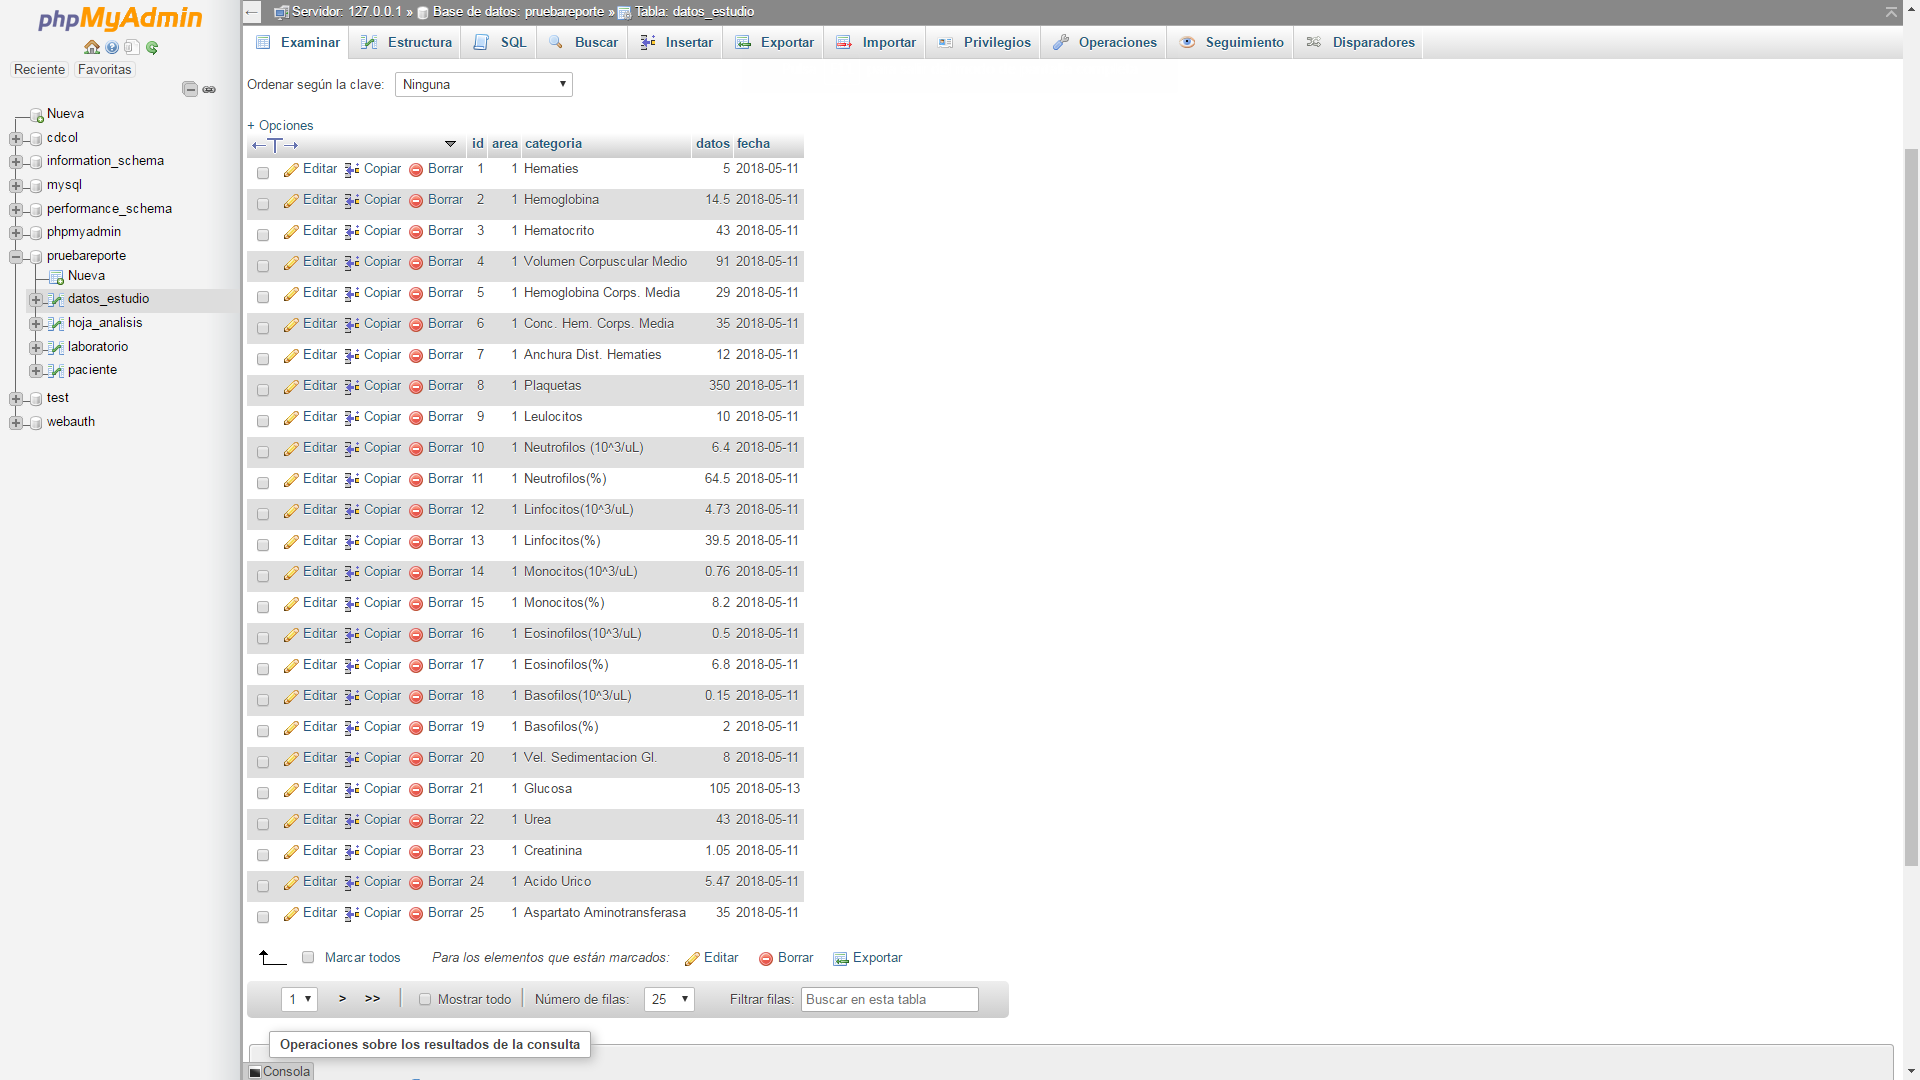 phpMyAdmin
Reciente Favoritas
Nueva
cdcol
information_schema
mysql
performance_schema
phpmyadmin
pruebareporte
Nueva
datos_estudio
hoja_analisis
laboratorio
paciente
test
webauth
Servidor: 127.0.0.1 » Base de datos: pruebareporte » Tabla: datos_estudio
Examinar Estructura SQL Buscar Insertar Exportar Importar Privilegios Operaciones Seguimiento Disparadores
Ordenar según la clave: Ninguna
+ Opciones
id area categoria datos fecha
Editar Copiar Borrar 1 1 Hematies 5 2018-05-11
Editar Copiar Borrar 2 1 Hemoglobina 14.5 2018-05-11
Editar Copiar Borrar 3 1 Hematocrito 43 2018-05-11
Editar Copiar Borrar 4 1 Volumen Corpuscular Medio 91 2018-05-11
Editar Copiar Borrar 5 1 Hemoglobina Corps. Media 29 2018-05-11
Editar Copiar Borrar 6 1 Conc. Hem. Corps. Media 35 2018-05-11
Editar Copiar Borrar 7 1 Anchura Dist. Hematies 12 2018-05-11
Editar Copiar Borrar 8 1 Plaquetas 350 2018-05-11
Editar Copiar Borrar 9 1 Leulocitos 10 2018-05-11
Editar Copiar Borrar 10 1 Neutrofilos (10^3/uL) 6.4 2018-05-11
Editar Copiar Borrar 11 1 Neutrofilos(%) 64.5 2018-05-11
Editar Copiar Borrar 12 1 Linfocitos(10^3/uL) 4.73 2018-05-11
Editar Copiar Borrar 13 1 Linfocitos(%) 39.5 2018-05-11
Editar Copiar Borrar 14 1 Monocitos(10^3/uL) 0.76 2018-05-11
Editar Copiar Borrar 15 1 Monocitos(%) 8.2 2018-05-11
Editar Copiar Borrar 16 1 Eosinofilos(10^3/uL) 0.5 2018-05-11
Editar Copiar Borrar 17 1 Eosinofilos(%) 6.8 2018-05-11
Editar Copiar Borrar 18 1 Basofilos(10^3/uL) 0.15 2018-05-11
Editar Copiar Borrar 19 1 Basofilos(%) 2 2018-05-11
Editar Copiar Borrar 20 1 Vel. Sedimentacion Gl. 8 2018-05-11
Editar Copiar Borrar 21 1 Glucosa 105 2018-05-13
Editar Copiar Borrar 22 1 Urea 43 2018-05-11
Editar Copiar Borrar 23 1 Creatinina 1.05 2018-05-11
Editar Copiar Borrar 24 1 Acido Urico 5.47 2018-05-11
Editar Copiar Borrar 25 1 Aspartato Aminotransferasa 35 2018-05-11
Marcar todos Para los elementos que están marcados: Editar Borrar Exportar
1 > >> Mostrar todo Número de filas: 25 Filtrar filas: Buscar en esta tabla
Operaciones sobre los resultados de la consulta
Consola